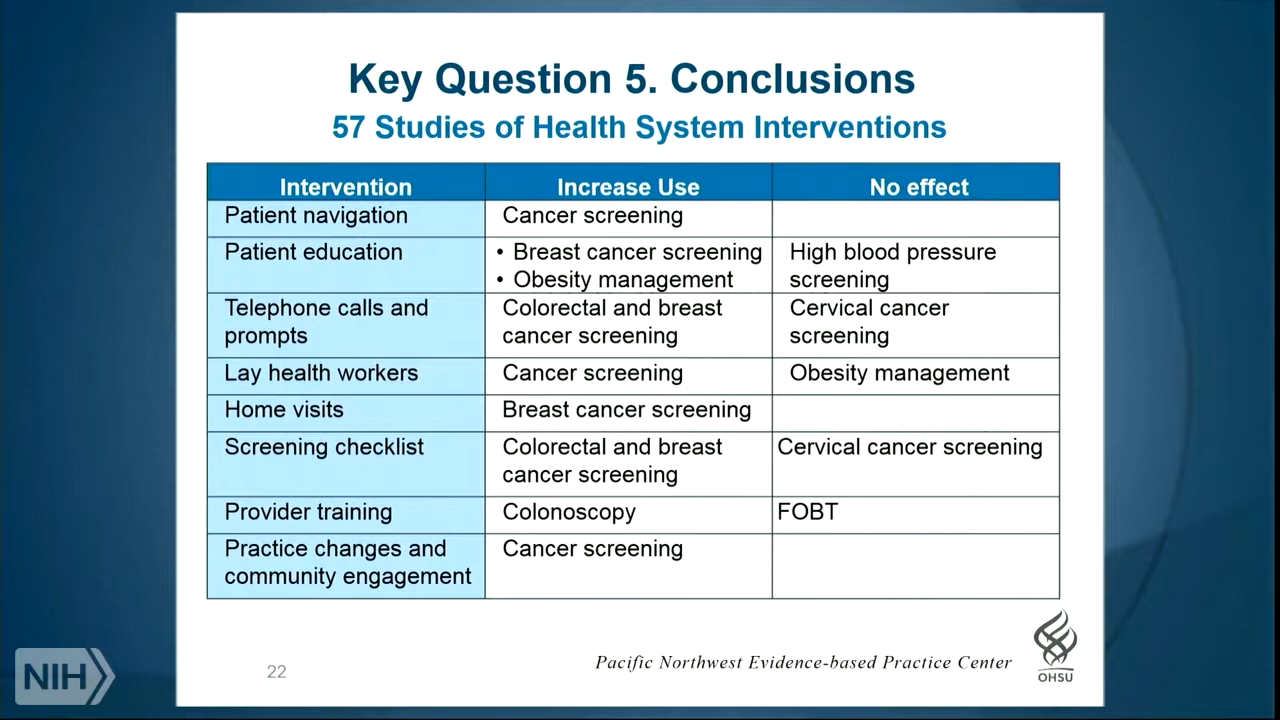 Key Question 5. Conclusions
57 Studies of Health System Interventions
Intervention Increase Use No effect
Patient navigation Cancer screening
Patient education • Breast cancer screening High blood pressure
• Obesity management screening
Telephone calls and Colorectal and breast Cervical cancer
prompts cancer screening screening
Lay health workers Cancer screening Obesity management
Home visits Breast cancer screening
Screening checklist Colorectal and breast Cervical cancer screening
cancer screening
Provider training Colonoscopy FOBT
Practice changes and Cancer screening
community engagement
22
Pacific Northwest Evidence-based Practice Center
OHSU
NIH